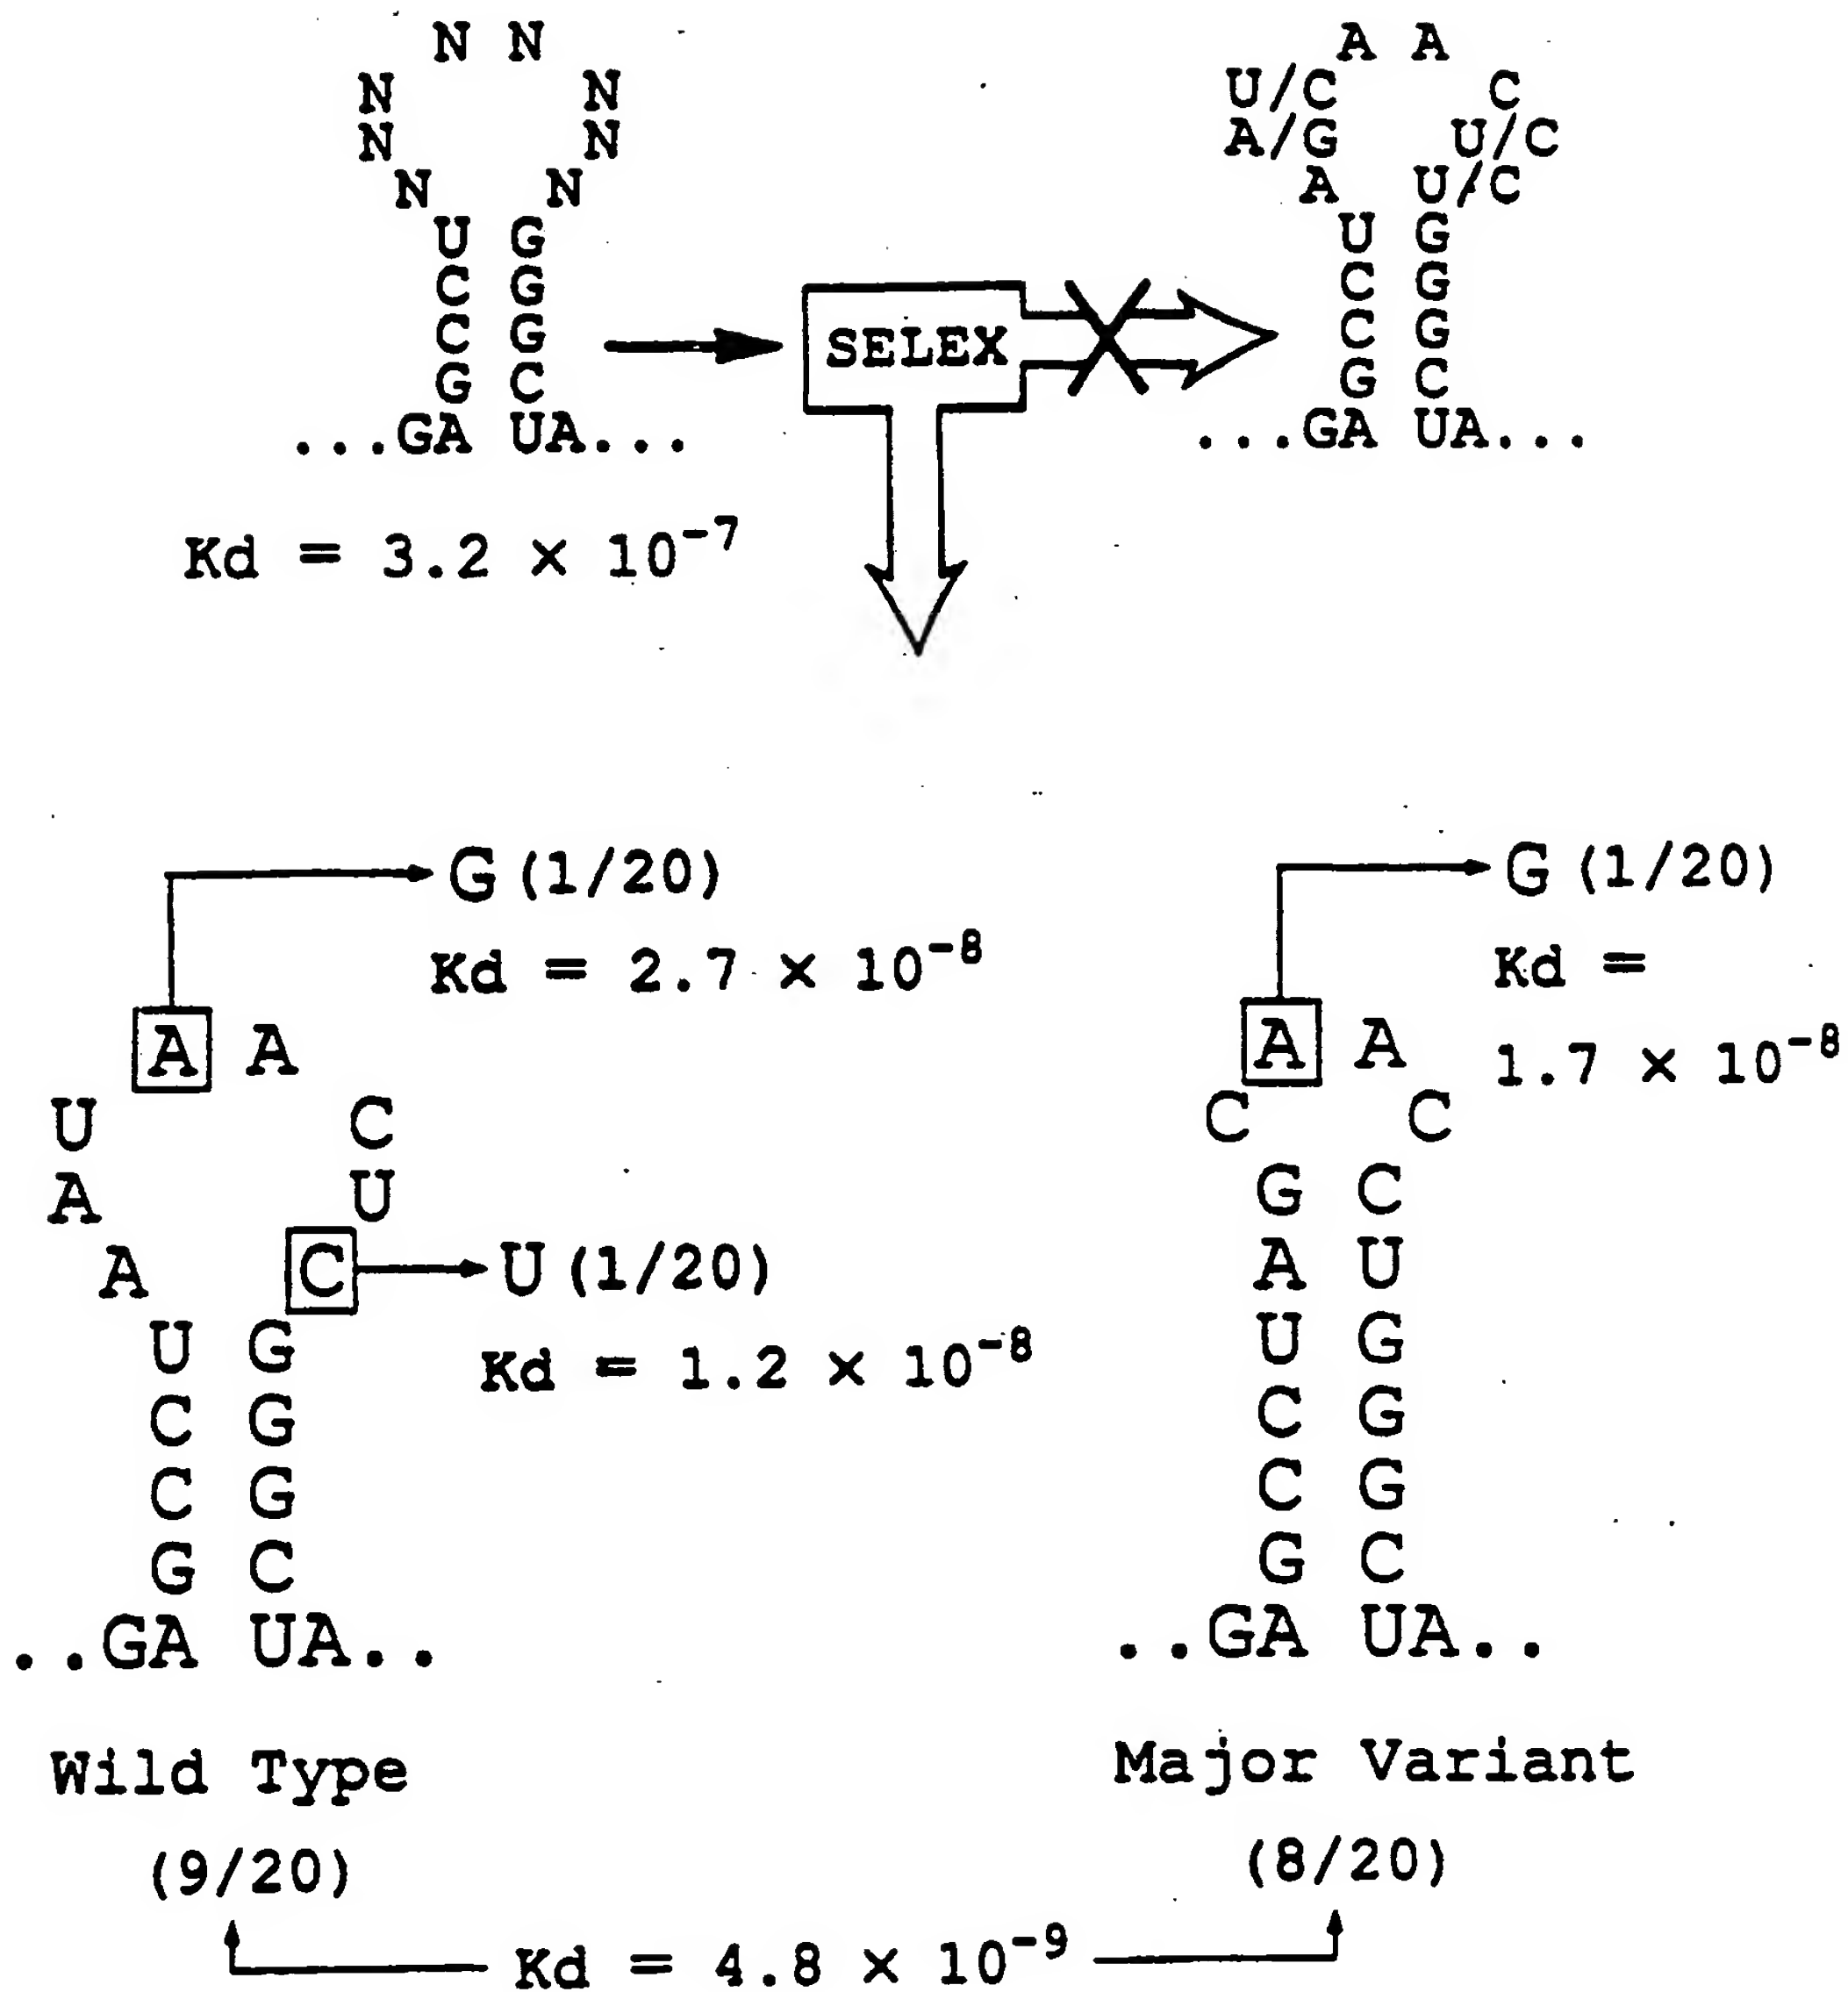 N N
N N
N N
N N
U G
C G
C G
G C
...GA UA...
Kd = 3.2 × 10⁻⁷
SELEX
A A
U/C C
A/G U/C
A U/C
U G
C G
C G
G C
...GA UA...
G (1/20)
Kd = 2.7 × 10⁻⁸
A A
U C
A U
A C
U (1/20)
Kd = 1.2 × 10⁻⁸
U G
C G
C G
G C
..GA UA..
Wild Type
(9/20)
G (1/20)
Kd =
1.7 × 10⁻⁸
A A
C C
G C
A U
U G
C G
C G
G C
..GA UA..
Major Variant
(8/20)
Kd = 4.8 × 10⁻⁹